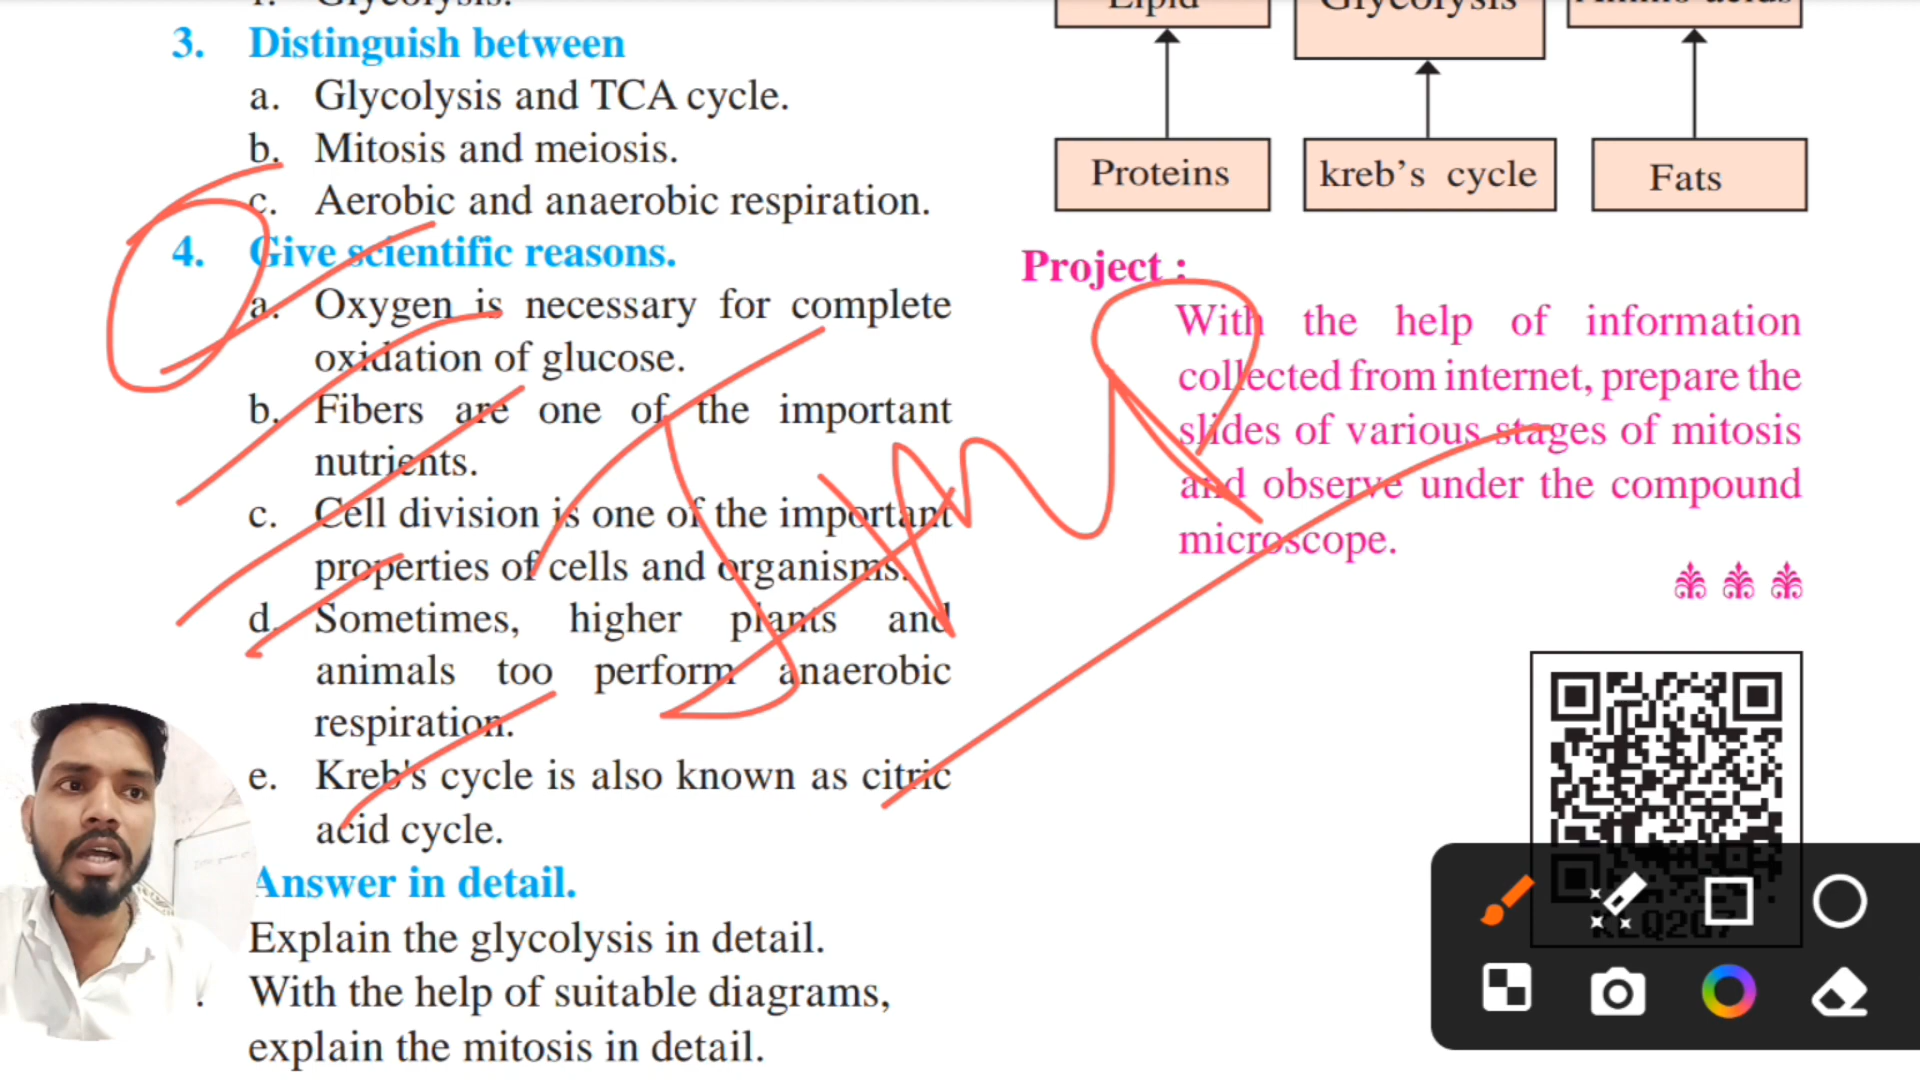 Glycolysis.
3. Distinguish between
a. Glycolysis and TCA cycle.
b. Mitosis and meiosis.
c. Aerobic and anaerobic respiration.
4. Give scientific reasons.
a. Oxygen is necessary for complete
oxidation of glucose.
b. Fibers are one of the important
nutrients.
c. Cell division is one of the important
properties of cells and organisms.
d. Sometimes, higher plants and
animals too perform anaerobic
respiration.
e. Kreb's cycle is also known as citric
acid cycle.
Answer in detail.
Explain the glycolysis in detail.
With the help of suitable diagrams,
explain the mitosis in detail.
Lipid
Glycolysis
Amino acids
Proteins
kreb's cycle
Fats
Project :
With the help of information
collected from internet, prepare the
slides of various stages of mitosis
and observe under the compound
microscope.
Imp